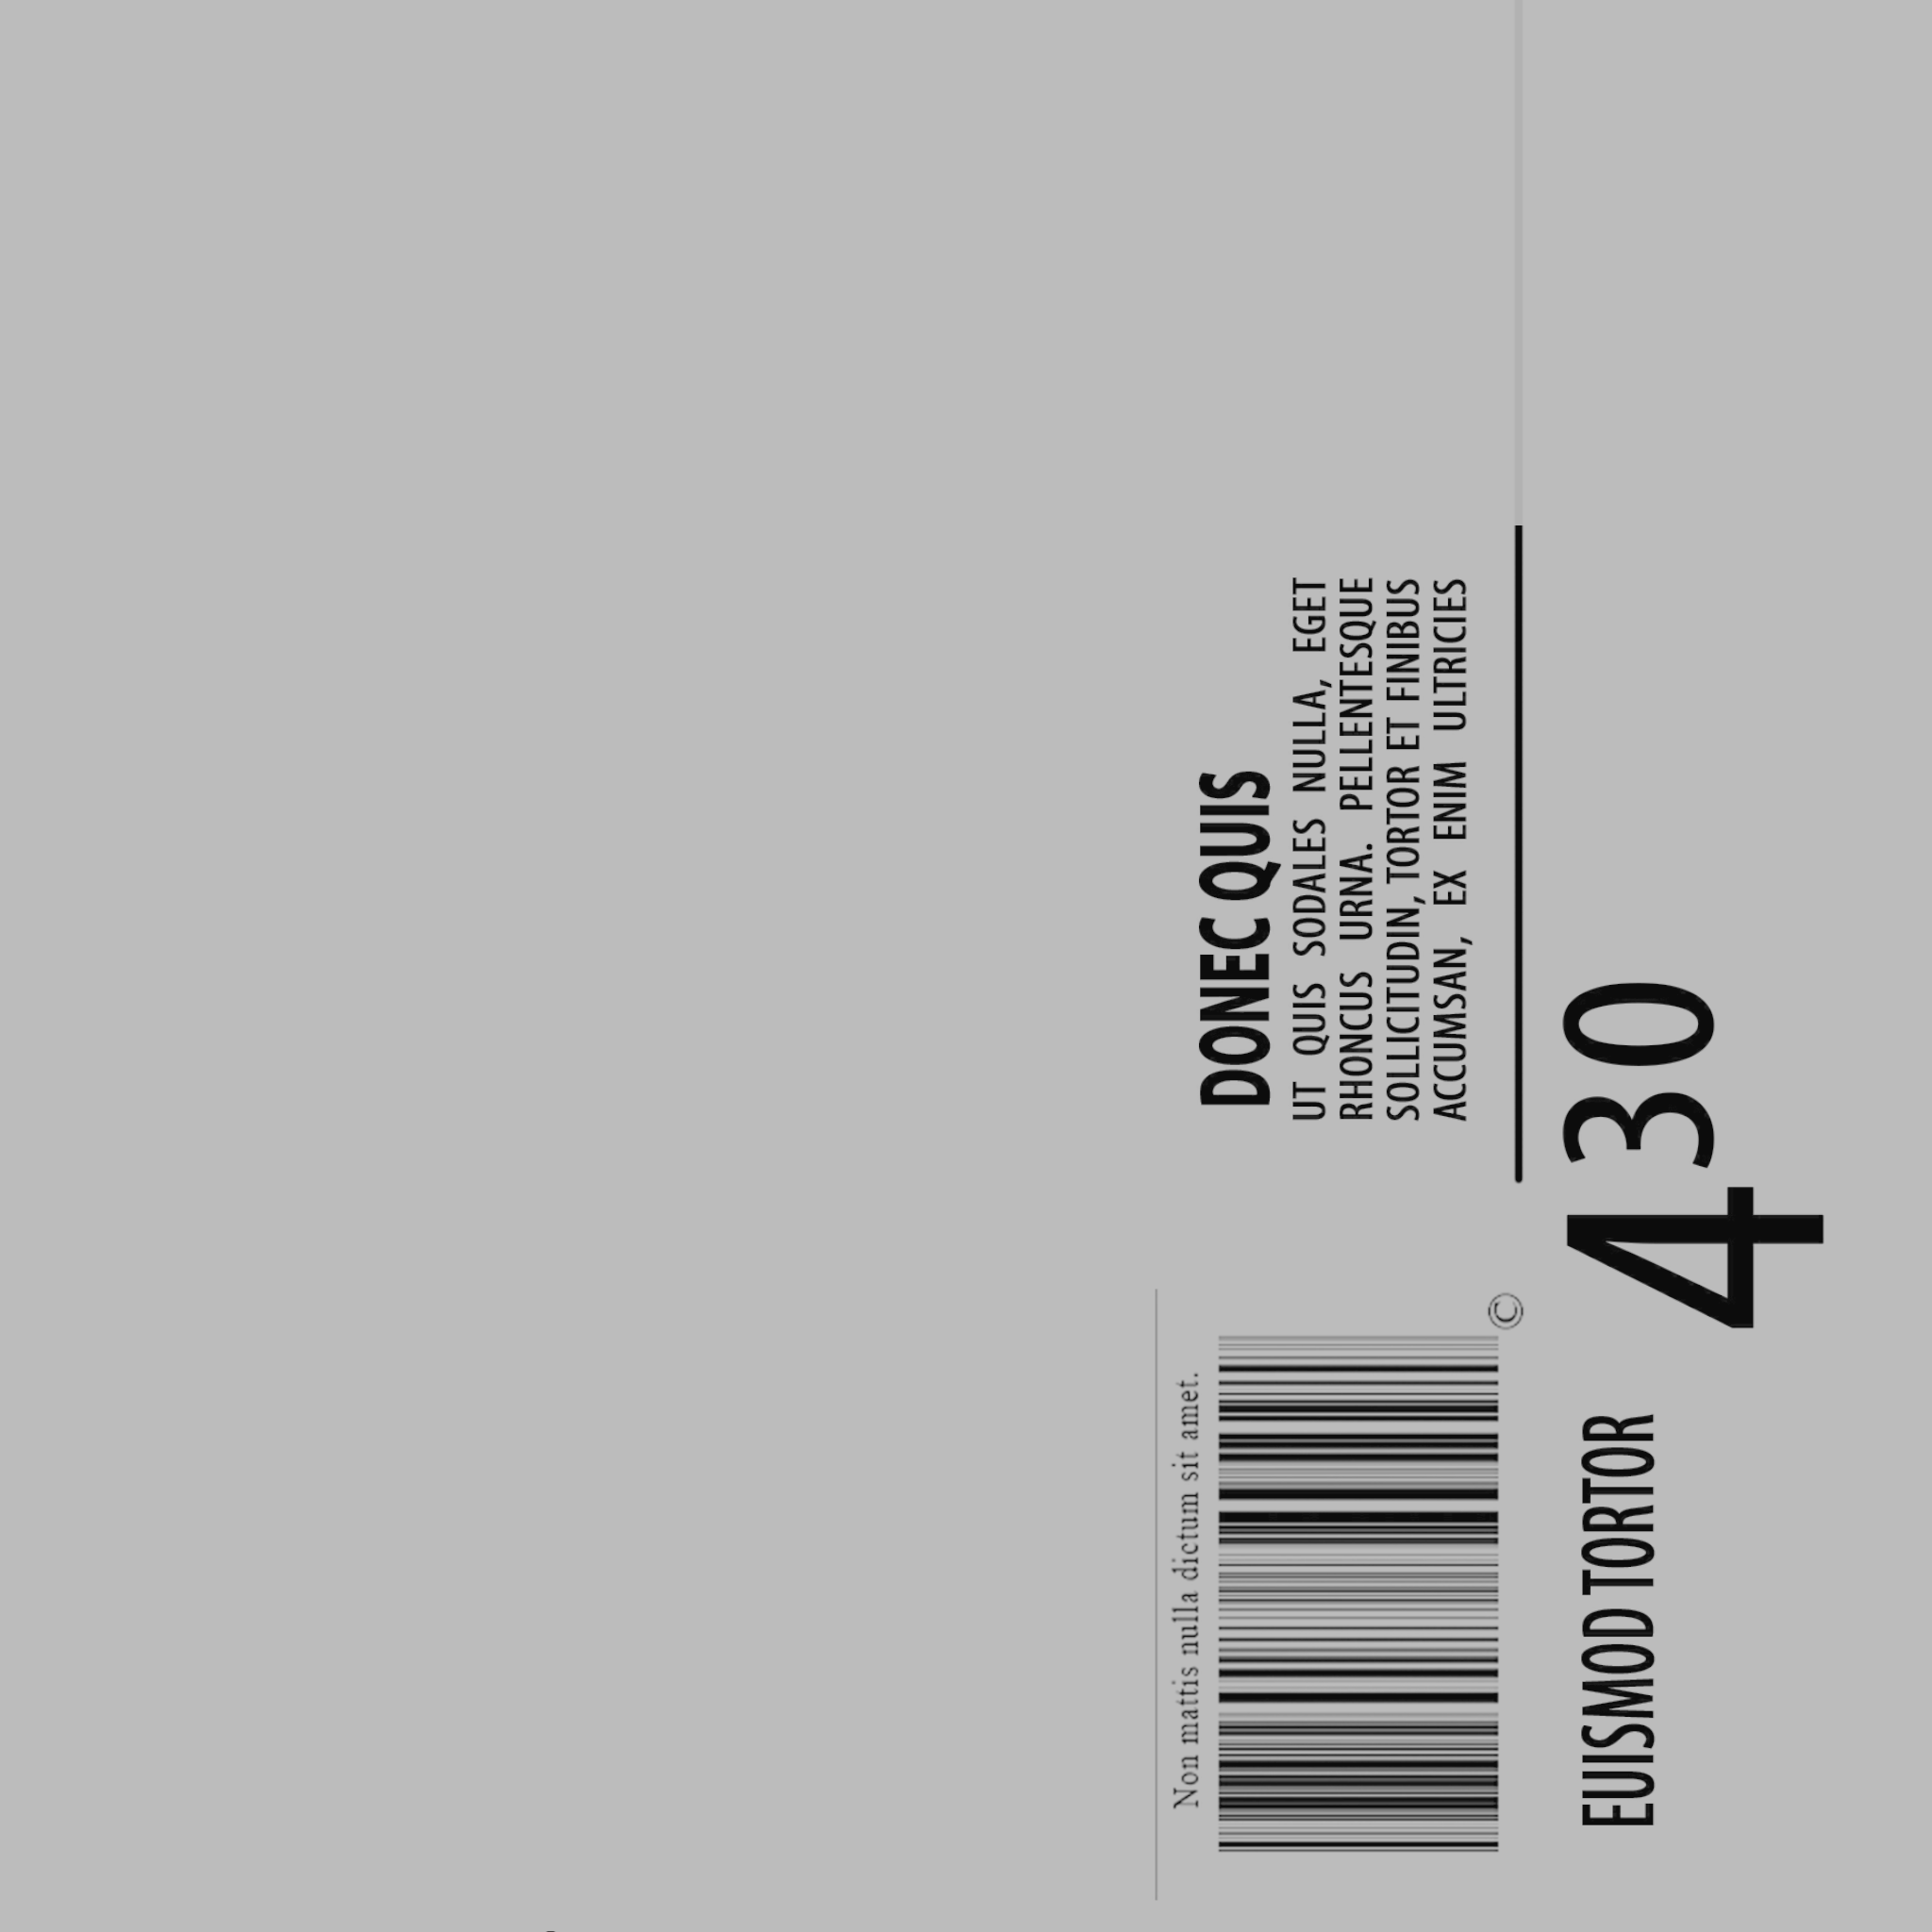 DONEC QUIS
UT QUIS SODALES NULLA, EGET
RHONCUS URNA. PELLENTESQUE
SOLLICITUDIN, TORTOR ET FINIBUS
ACCUMSAN, EX ENIM ULTRICIES
Non mattis nulla dictum sit amet.
©
430
EUISMOD TORTOR